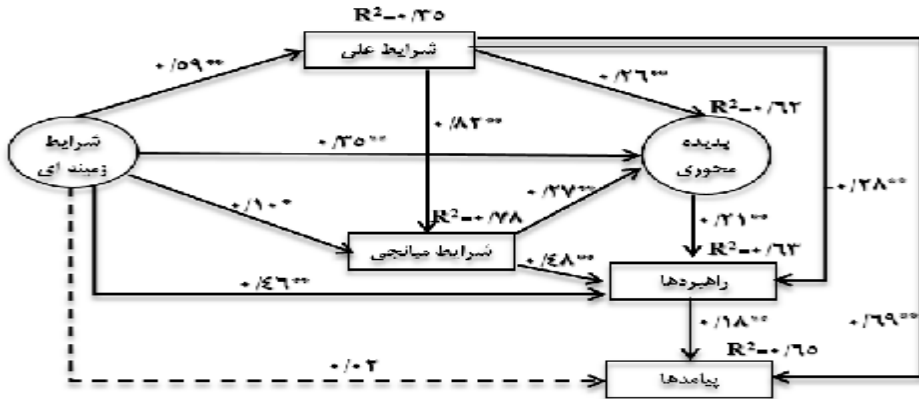 R²=۰/۳۵
شرایط علی
۰/۵۹**
۰/۲۶**
R²=۰/۶۲
۰/۸۲**
شرایط
زمینه ای
۰/۳۵**
پدیده
محوری
۰/۲۸**
۰/۲۷**
۰/۱۰*
R²=۰/۷۸
۰/۲۱**
شرایط میانجی
R²=۰/۶۳
۰/۴۸**
راهبردها
۰/۴۶**
۰/۱۸**
۰/۶۹**
R²=۰/۶۵
۰/۰۲
پیامدها